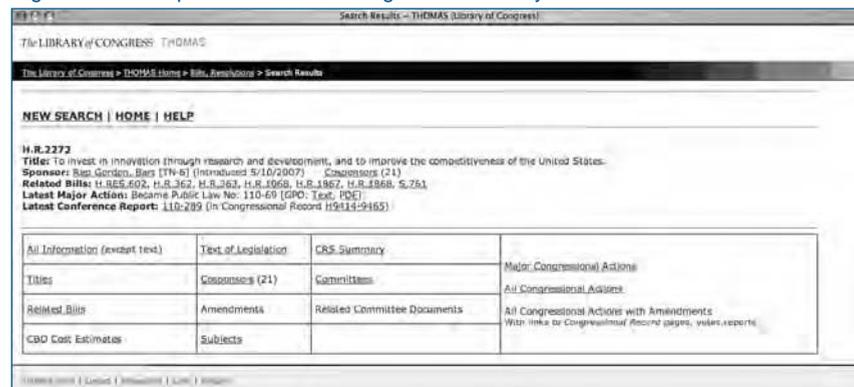 Search Results - THOMAS (Library of Congress)
The LIBRARY of CONGRESS THOMAS
The Library of Congress > THOMAS Home > Bills, Resolutions > Search Results
NEW SEARCH | HOME | HELP
H.R.2272
Title: To invest in innovation through research and development, and to improve the competitiveness of the United States.
Sponsor: Rep Gordon, Bart [TN-6] (introduced 5/10/2007) Cosponsors (21)
Related Bills: H.RES.602, H.R.362, H.R.363, H.R.1068, H.R.1867, H.R.1868, S.761
Latest Major Action: Became Public Law No: 110-69 [GPO: Text, PDF]
Latest Conference Report: 110-289 (in Congressional Record H9414-9465)
All Information (except text) Text of Legislation CRS Summary
Major Congressional Actions
Titles Cosponsors (21) Committees
All Congressional Actions
Related Bills Amendments Related Committee Documents
All Congressional Actions with Amendments
With links to Congressional Record pages, votes, reports
CBO Cost Estimates Subjects